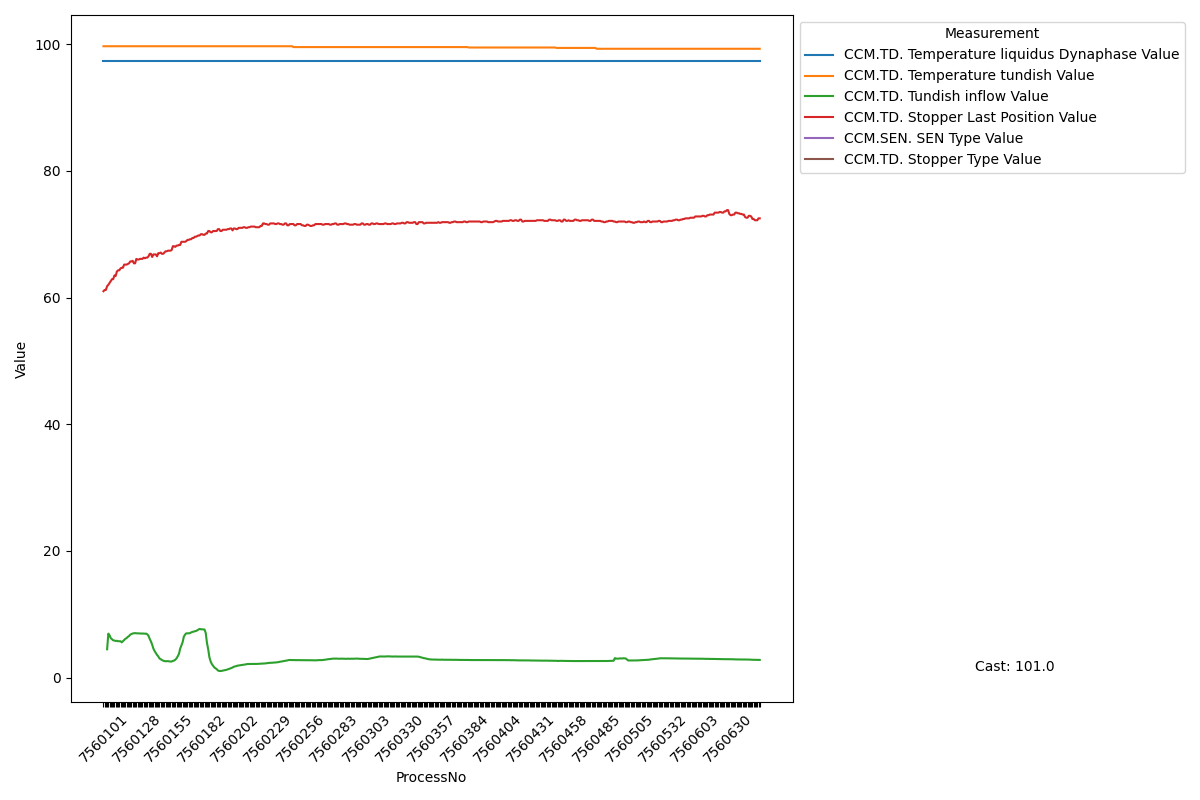 Measurement
CCM.TD. Temperature liquidus Dynaphase Value
CCM.TD. Temperature tundish Value
CCM.TD. Tundish inflow Value
CCM.TD. Stopper Last Position Value
CCM.SEN. SEN Type Value
CCM.TD. Stopper Type Value
100
80
60
40
20
0
Value
7560101
7560128
7560155
7560182
7560202
7560229
7560256
7560283
7560303
7560330
7560357
7560384
7560404
7560431
7560458
7560485
7560505
7560532
7560603
7560630
ProcessNo
Cast: 101.0